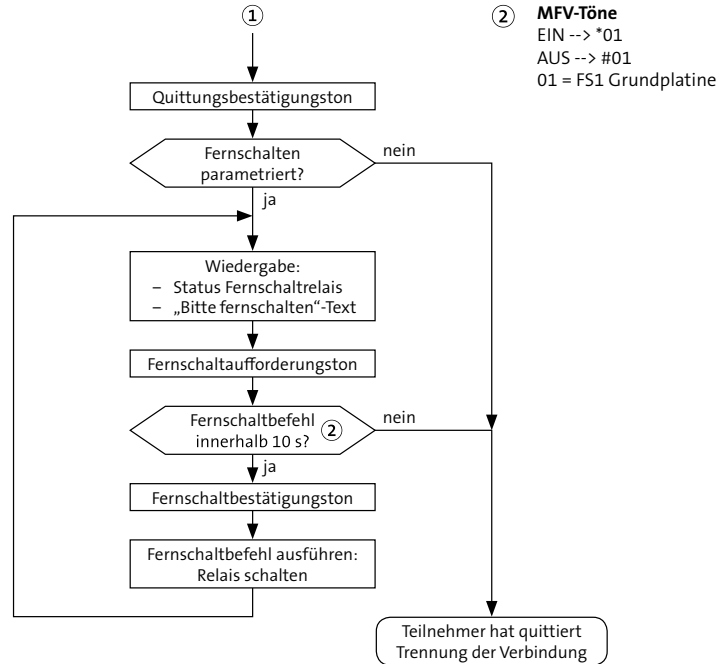 ①
② MFV-Töne
EIN --> *01
AUS --> #01
01 = FS1 Grundplatine
Quittungsbestätigungston
Fernschalten
parametriert?
nein
ja
Wiedergabe:
– Status Fernschaltrelais
– „Bitte fernschalten“-Text
Fernschaltaufforderungston
Fernschaltbefehl
innerhalb 10 s? ②
nein
ja
Fernschaltbestätigungston
Fernschaltbefehl ausführen:
Relais schalten
Teilnehmer hat quittiert
Trennung der Verbindung